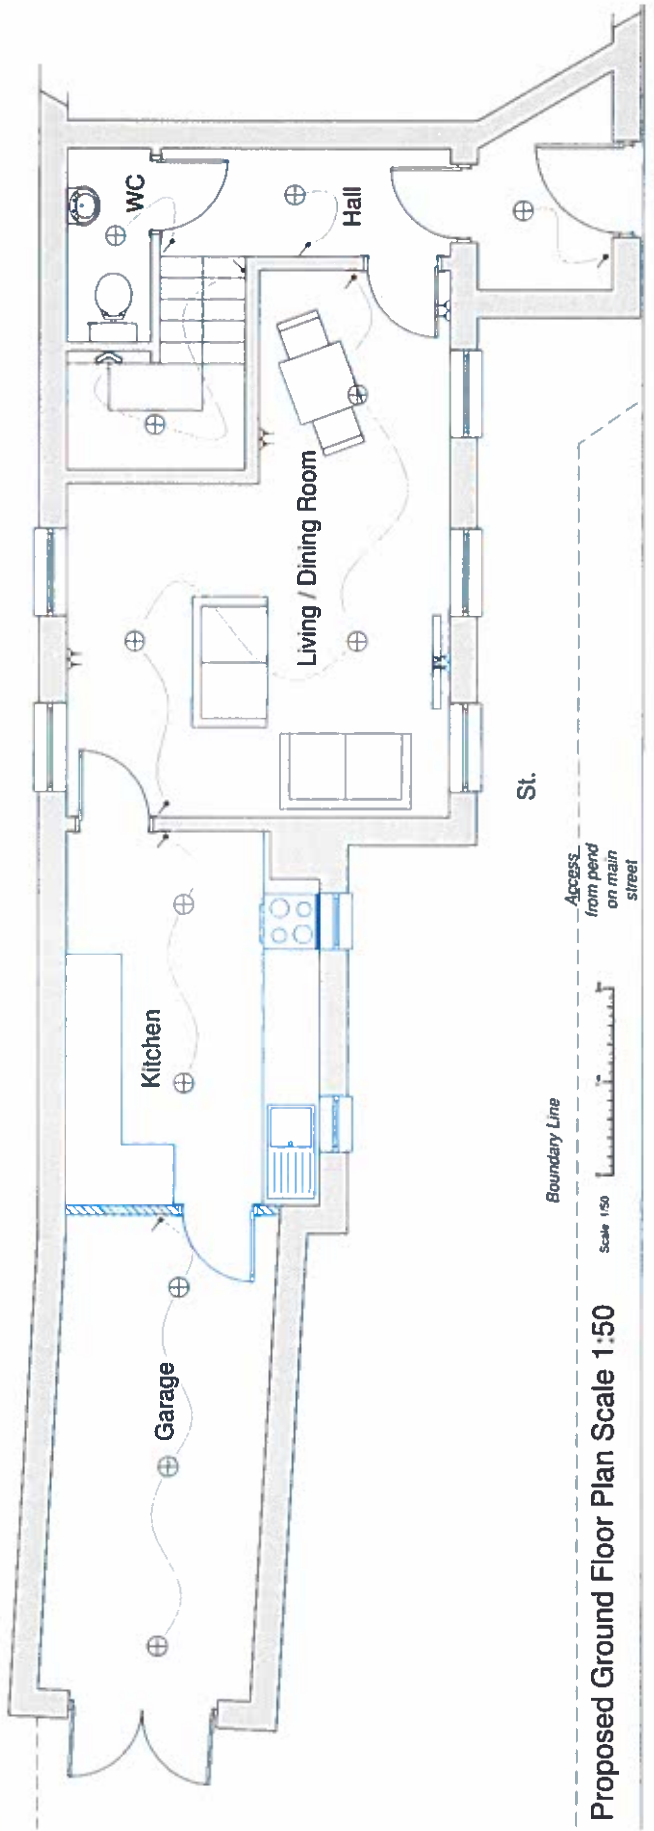 WC
Hall
Living / Dining Room
Kitchen
Garage
St.
Access
from pend
on main
street
Boundary Line
Proposed Ground Floor Plan Scale 1:50
Scale 1/50